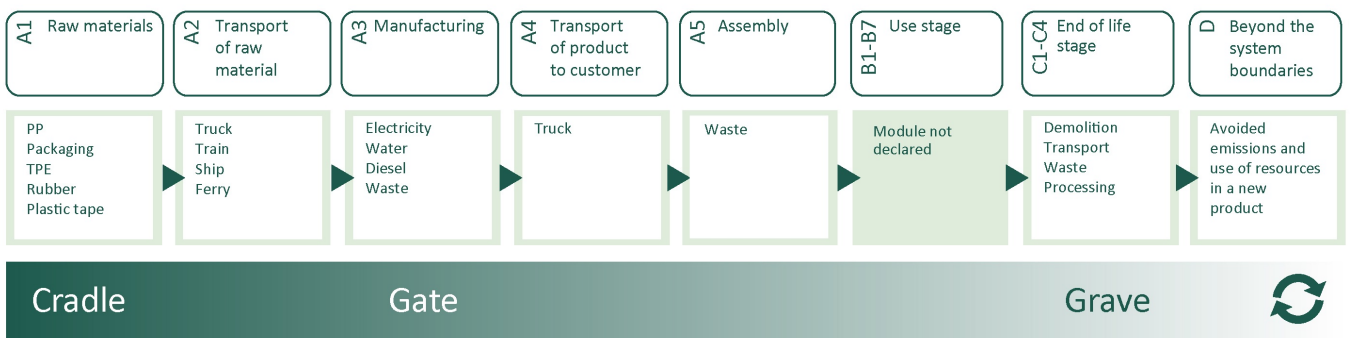 A1
Raw materials
A2
Transport
of raw
material
A3
Manufacturing
A4
Transport
of product
to customer
A5
Assembly
B1-B7
Use stage
C1-C4
End of life
stage
D
Beyond the
system
boundaries
PP
Packaging
TPE
Rubber
Plastic tape
Truck
Train
Ship
Ferry
Electricity
Water
Diesel
Waste
Truck
Waste
Module not
declared
Demolition
Transport
Waste
Processing
Avoided
emissions and
use of resources
in a new
product
Cradle
Gate
Grave